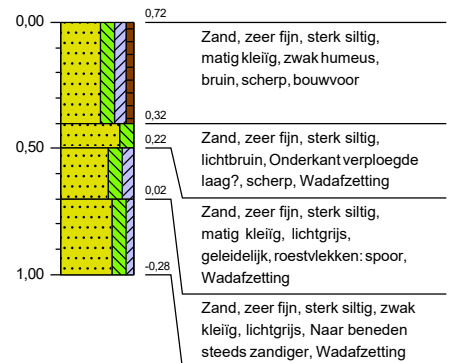 0,00
0,72
Zand, zeer fijn, sterk siltig,
matig kleiïg, zwak humeus,
bruin, scherp, bouwvoor
0,32
0,50
0,22
Zand, zeer fijn, sterk siltig,
lichtbruin, Onderkant verploegde
laag?, scherp, Wadafzetting
0,02
Zand, zeer fijn, sterk siltig,
matig kleiïg, lichtgrijs,
geleidelijk, roestvlekken: spoor,
Wadafzetting
1,00
-0,28
Zand, zeer fijn, sterk siltig, zwak
kleiïg, lichtgrijs, Naar beneden
steeds zandiger, Wadafzetting